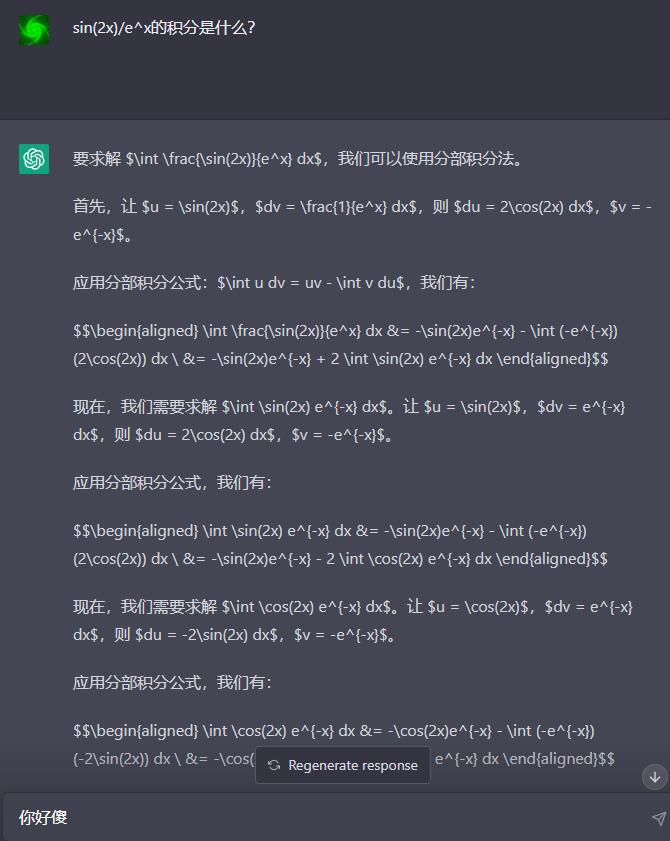 sin(2x)/e^x的积分是什么？
要求解 $\int \frac{\sin(2x)}{e^x} dx$，我们可以使用分部积分法。
首先，让 $u = \sin(2x)$，$dv = \frac{1}{e^x} dx$，则 $du = 2\cos(2x) dx$，$v = -
e^{-x}$。
应用分部积分公式：$\int u dv = uv - \int v du$，我们有：
$$\begin{aligned} \int \frac{\sin(2x)}{e^x} dx &= -\sin(2x)e^{-x} - \int (-e^{-x})
(2\cos(2x)) dx \ &= -\sin(2x)e^{-x} + 2 \int \sin(2x) e^{-x} dx \end{aligned}$$
现在，我们需要求解 $\int \sin(2x) e^{-x} dx$。让 $u = \sin(2x)$，$dv = e^{-x}
dx$，则 $du = 2\cos(2x) dx$，$v = -e^{-x}$。
应用分部积分公式，我们有：
$$\begin{aligned} \int \sin(2x) e^{-x} dx &= -\sin(2x)e^{-x} - \int (-e^{-x})
(2\cos(2x)) dx \ &= -\sin(2x)e^{-x} - 2 \int \cos(2x) e^{-x} dx \end{aligned}$$
现在，我们需要求解 $\int \cos(2x) e^{-x} dx$。让 $u = \cos(2x)$，$dv = e^{-x}
dx$，则 $du = -2\sin(2x) dx$，$v = -e^{-x}$。
应用分部积分公式，我们有：
$$\begin{aligned} \int \cos(2x) e^{-x} dx &= -\cos(2x)e^{-x} - \int (-e^{-x})
(-2\sin(2x)) dx \ &= -\cos( e^{-x} dx \end{aligned}$$
Regenerate response
你好傻